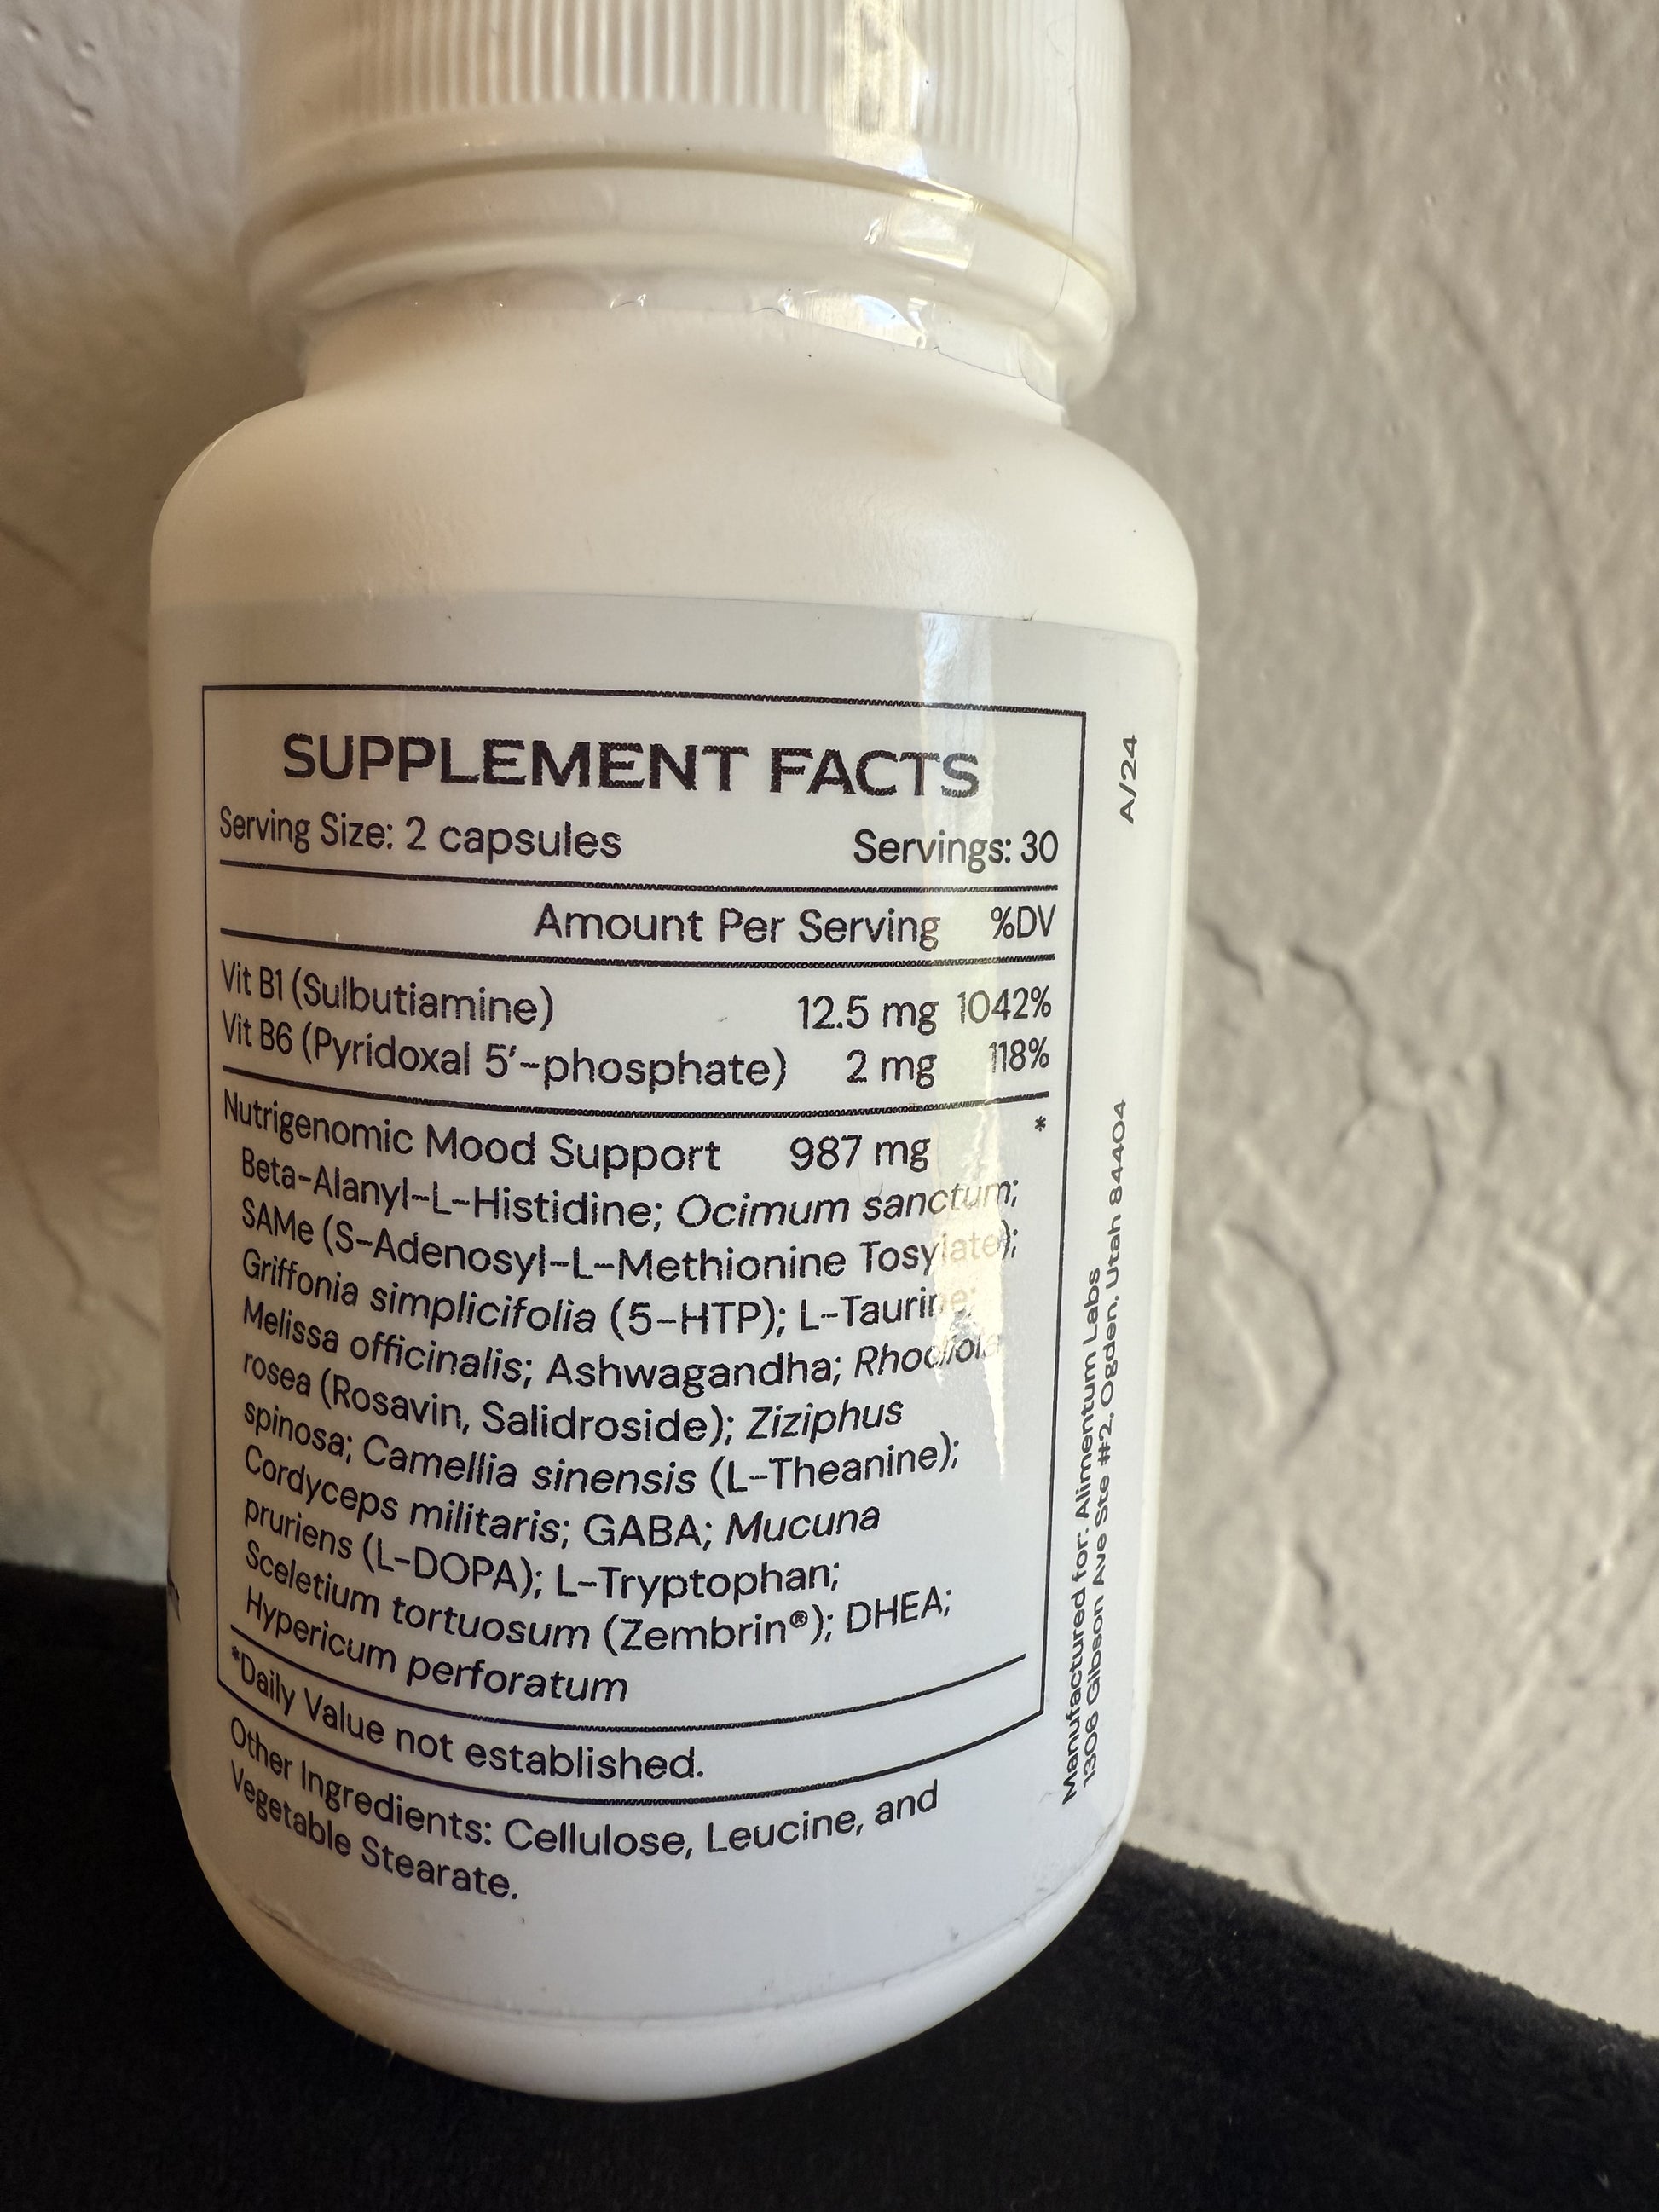 SUPPLEMENT FACTS
Serving Size: 2 capsules Servings: 30
Amount Per Serving %DV
Vit B1 (Sulbutiamine) 12.5 mg 1042%
Vit B6 (Pyridoxal 5'-phosphate) 2 mg 118%
Nutrigenomic Mood Support 987 mg *
Beta-Alanyl-L-Histidine; Ocimum sanctum;
SAMe (S-Adenosyl-L-Methionine Tosylate);
Griffonia simplicifolia (5-HTP); L-Taurine;
Melissa officinalis; Ashwagandha; Rhodiola
rosea (Rosavin, Salidroside); Ziziphus
spinosa; Camellia sinensis (L-Theanine);
Cordyceps militaris; GABA; Mucuna
pruriens (L-DOPA); L-Tryptophan;
Sceletium tortuosum (Zembrin®); DHEA;
Hypericum perforatum
*Daily Value not established.
Other Ingredients: Cellulose, Leucine, and
Vegetable Stearate.
A/24
Manufactured for: Alimentum Labs
1306 Gibson Ave Ste #2, Ogden, Utah 84404